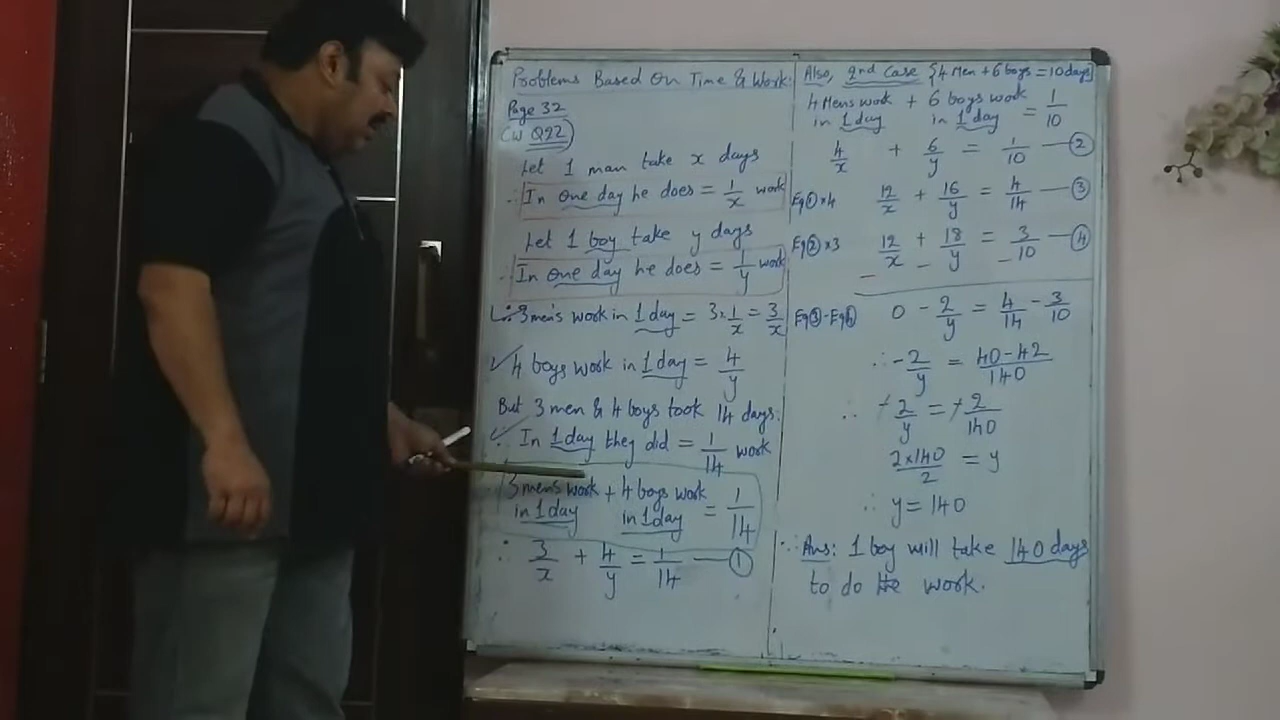 Problems Based On Time & Work
Page 32
CW Q22)
Let 1 man take x days
∴ In one day he does = 1/x work
Let 1 boy take y days
∴ In one day he does = 1/y work
∴ 3 men's work in 1 day = 3×1/x = 3/x
4 boys work in 1 day = 4/y
But 3 men & 4 boys took 14 days.
∴ In 1 day they did = 1/14 work
3 men's work in 1 day + 4 boys work in 1 day = 1/14
∴ 3/x + 4/y = 1/14 — ①
Also, 2nd Case {4 Men + 6 boys = 10 days}
4 Mens work in 1 day + 6 boys work in 1 day = 1/10
4/x + 6/y = 1/10 — ②
Eq① ×4 12/x + 16/y = 4/14 — ③
Eq② ×3 12/x + 18/y = 3/10 — ④
− − −
Eq③ - Eq④ 0 - 2/y = 4/14 - 3/10
∴ -2/y = 40-42/140
∴ +2/y = +2/140
2×140/2 = y
∴ y = 140
∴ Ans: 1 boy will take 140 days
to do the work.